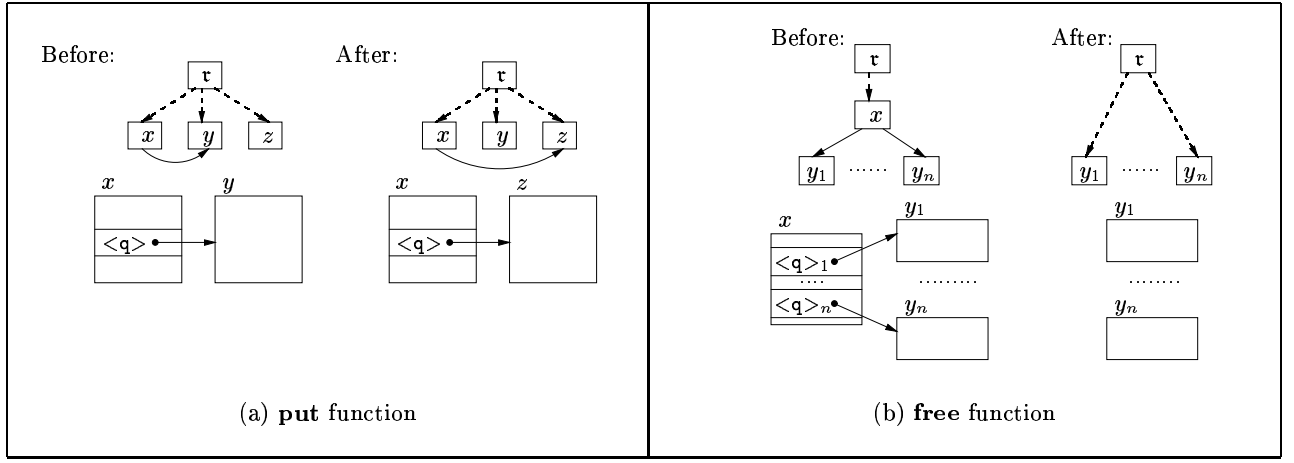 Before:
𝔯
x y z
x y
<q>
After:
𝔯
x y z
x z
<q>
(a) put function
Before:
𝔯
x
y₁ ...... yₙ
x
<q>₁
....
<q>ₙ
y₁
.........
yₙ
After:
𝔯
y₁ ...... yₙ
y₁
........
yₙ
(b) free function